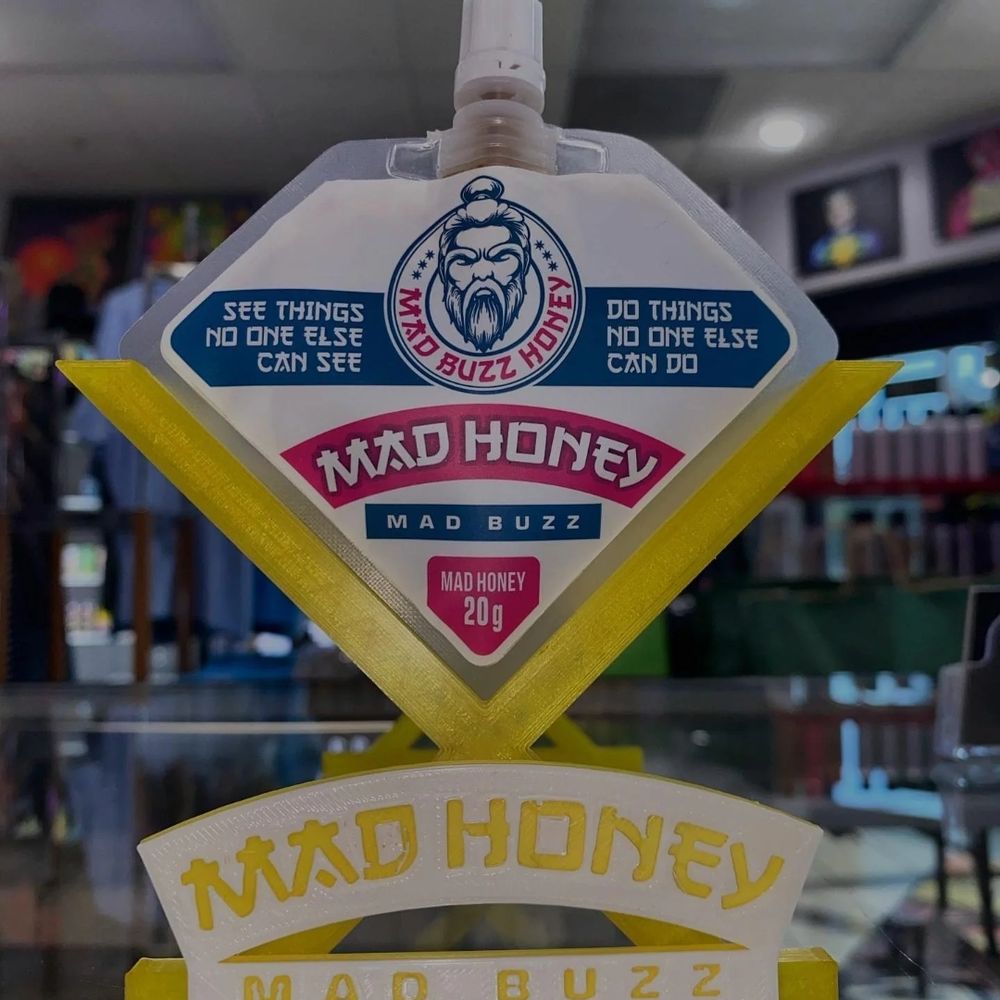 SEE THINGS
NO ONE ELSE
CAN SEE
MAD BUZZ HONEY
DO THINGS
NO ONE ELSE
CAN DO
MAD HONEY
MAD BUZZ
MAD HONEY
20g
MAD HONEY
MAD BUZZ